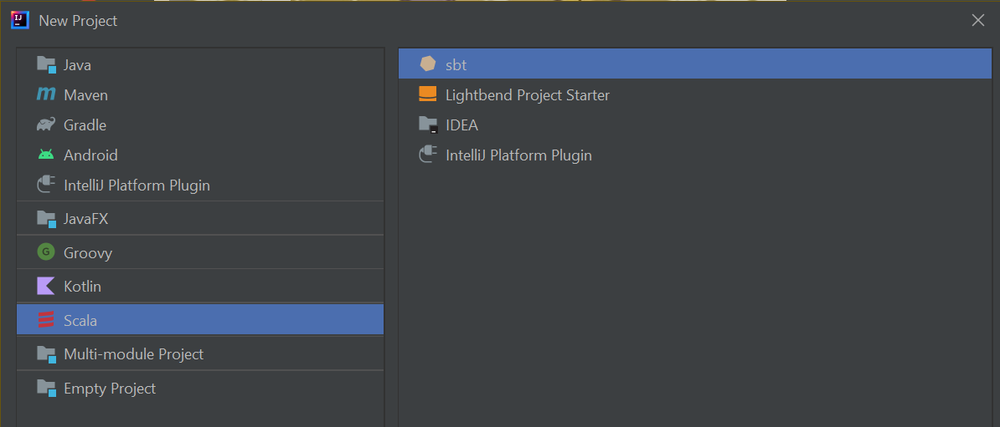 New Project
Java
Maven
Gradle
Android
IntelliJ Platform Plugin
JavaFX
Groovy
Kotlin
Scala
Multi-module Project
Empty Project
sbt
Lightbend Project Starter
IDEA
IntelliJ Platform Plugin